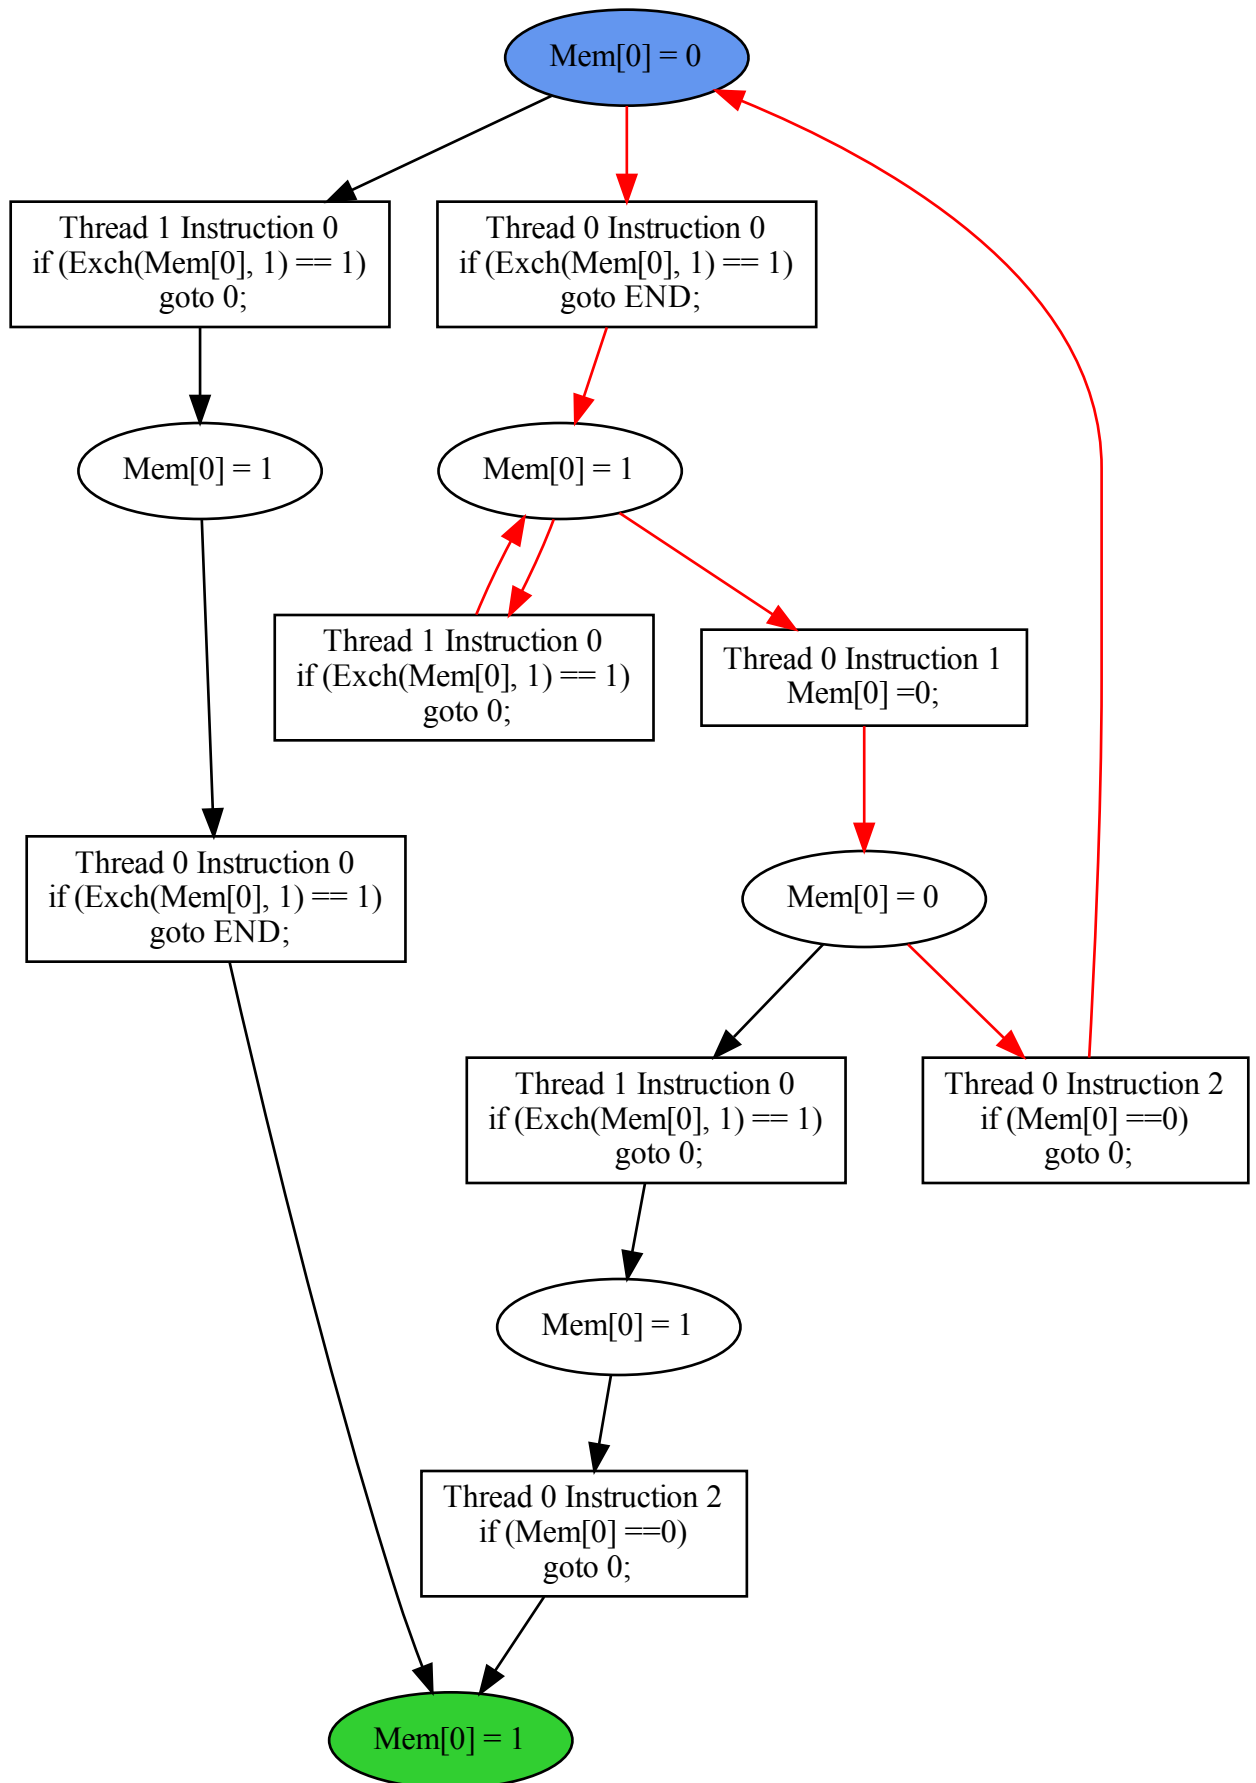 Mem[0] = 0
Thread 1 Instruction 0
if (Exch(Mem[0], 1) == 1)
goto 0;
Thread 0 Instruction 0
if (Exch(Mem[0], 1) == 1)
goto END;
Mem[0] = 1
Mem[0] = 1
Thread 1 Instruction 0
if (Exch(Mem[0], 1) == 1)
goto 0;
Thread 0 Instruction 1
Mem[0] =0;
Thread 0 Instruction 0
if (Exch(Mem[0], 1) == 1)
goto END;
Mem[0] = 0
Thread 1 Instruction 0
if (Exch(Mem[0], 1) == 1)
goto 0;
Thread 0 Instruction 2
if (Mem[0] ==0)
goto 0;
Mem[0] = 1
Thread 0 Instruction 2
if (Mem[0] ==0)
goto 0;
Mem[0] = 1